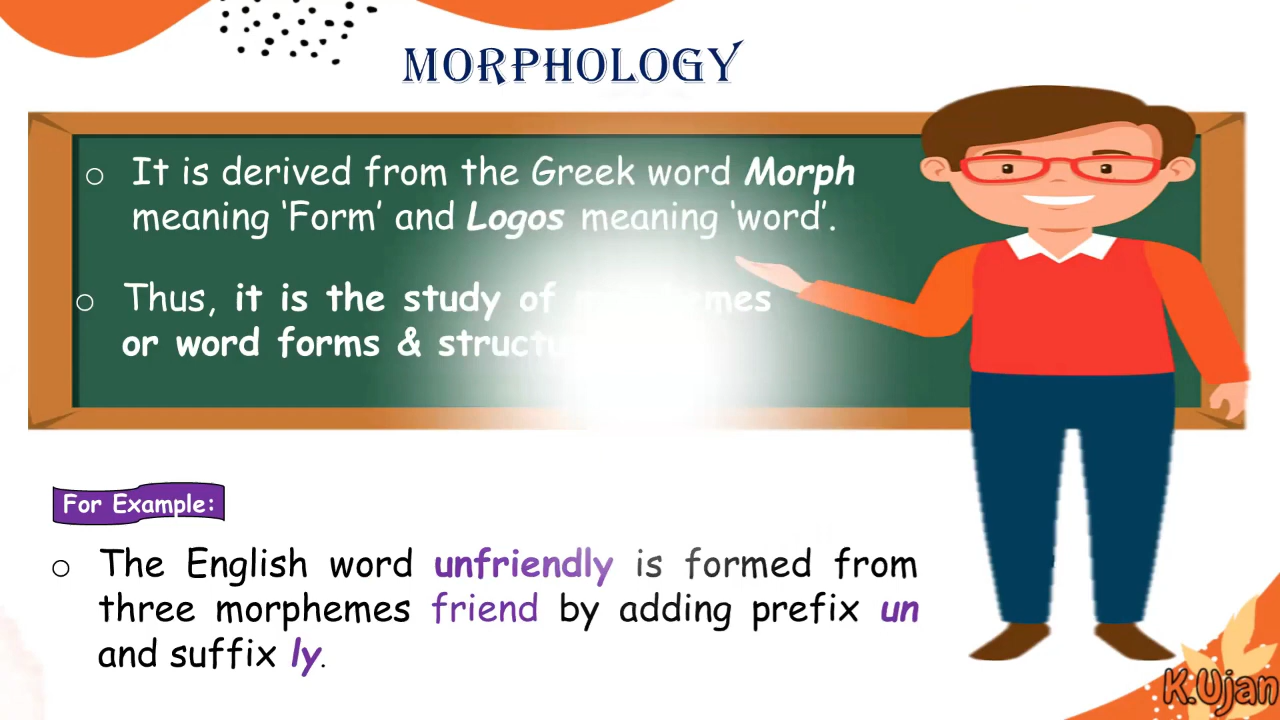 MORPHOLOGY
○ It is derived from the Greek word Morph
meaning ‘Form’ and Logos meaning ‘word’.
○ Thus, it is the study of
or word forms &
For Example:
○ The English word unfriendly is formed from
three morphemes friend by adding prefix un
and suffix ly.
K.Ujan